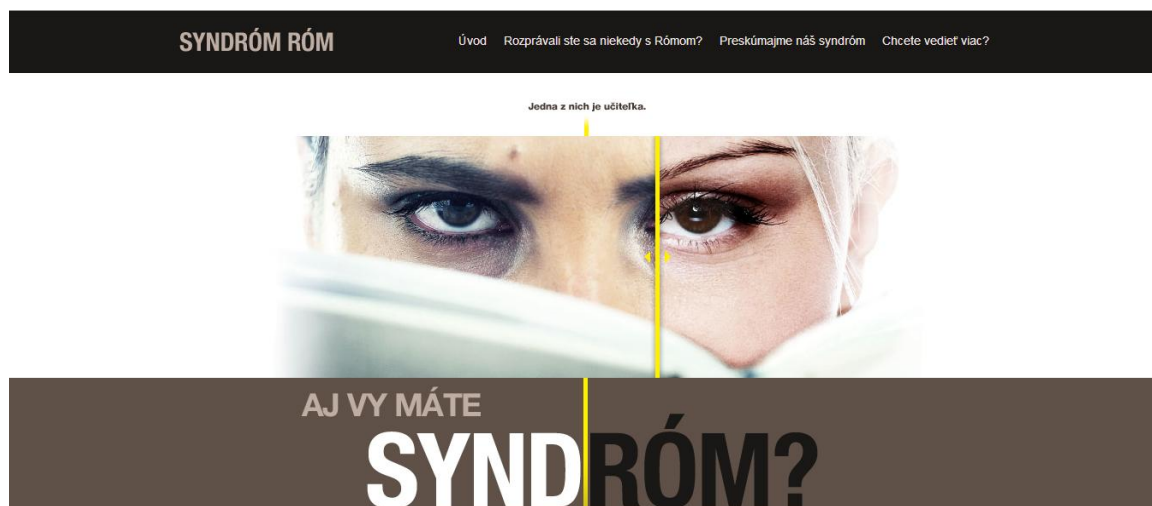 SYNDRÓM RÓM
Úvod Rozprávali ste sa niekedy s Rómom? Preskúmajme náš syndróm Chcete vedieť viac?
Jedna z nich je učiteľka.
AJ VY MÁTE
SYNDRÓM?